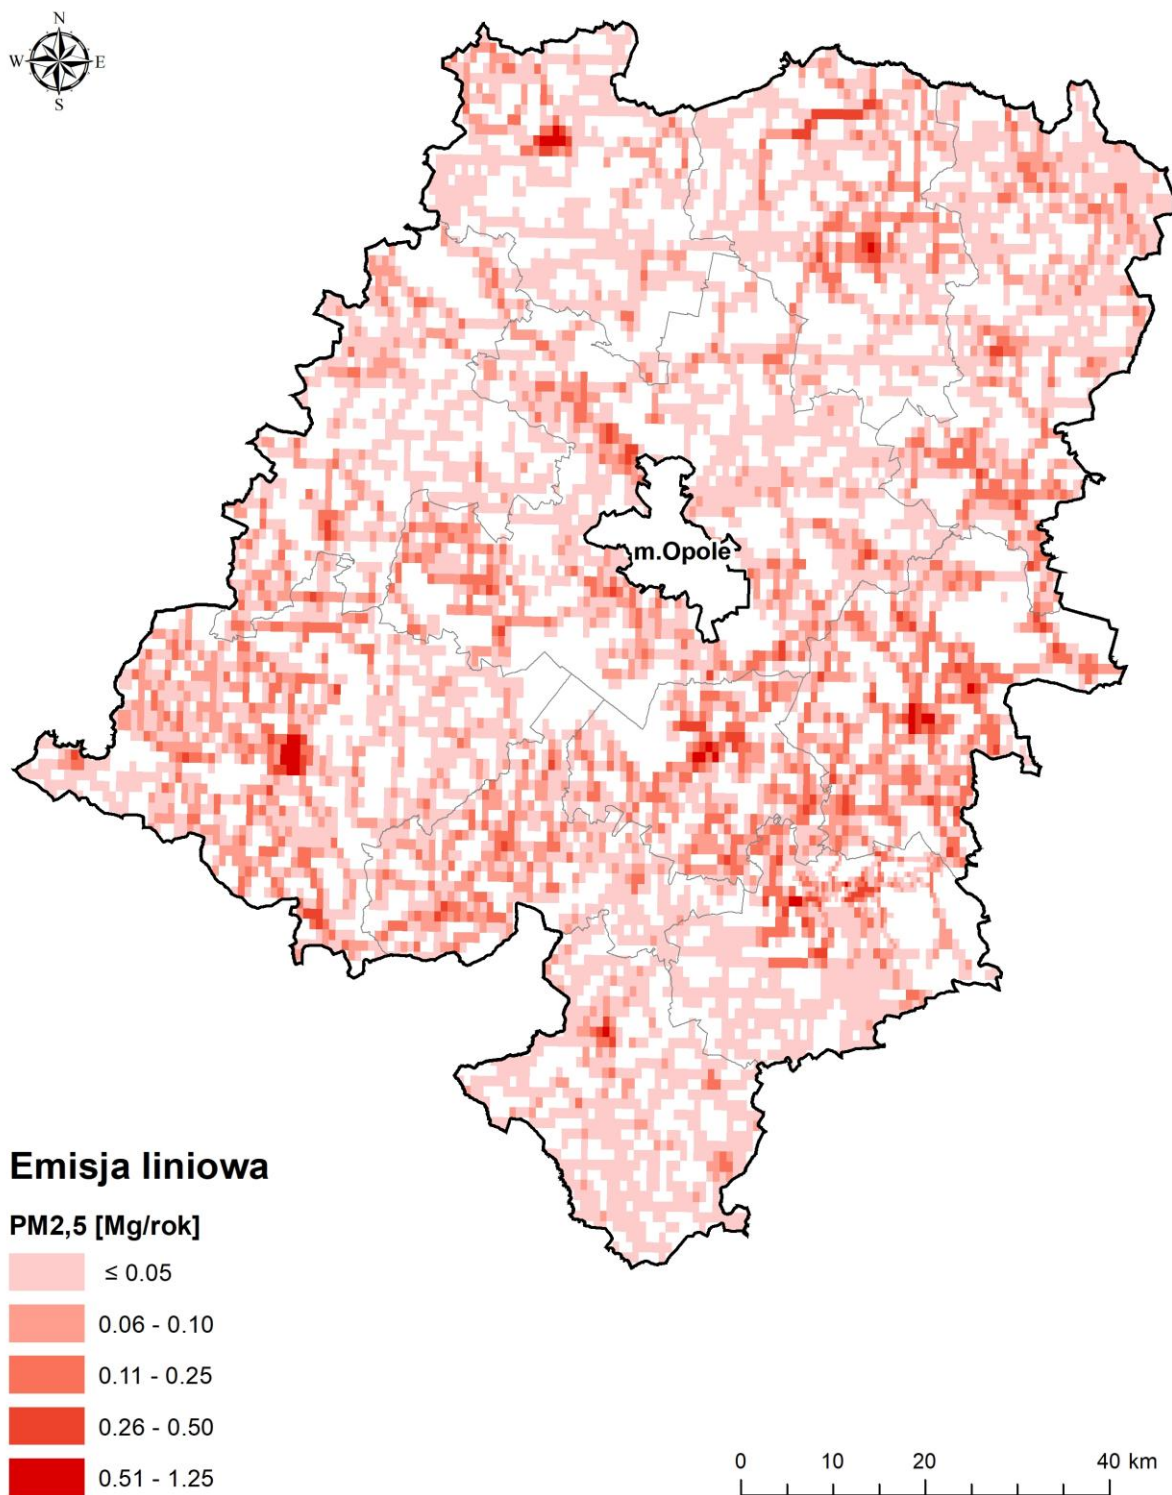 N
W E
S
m.Opole
Emisja liniowa
PM2,5 [Mg/rok]
≤ 0.05
0.06 - 0.10
0.11 - 0.25
0.26 - 0.50
0.51 - 1.25
0 10 20 40 km